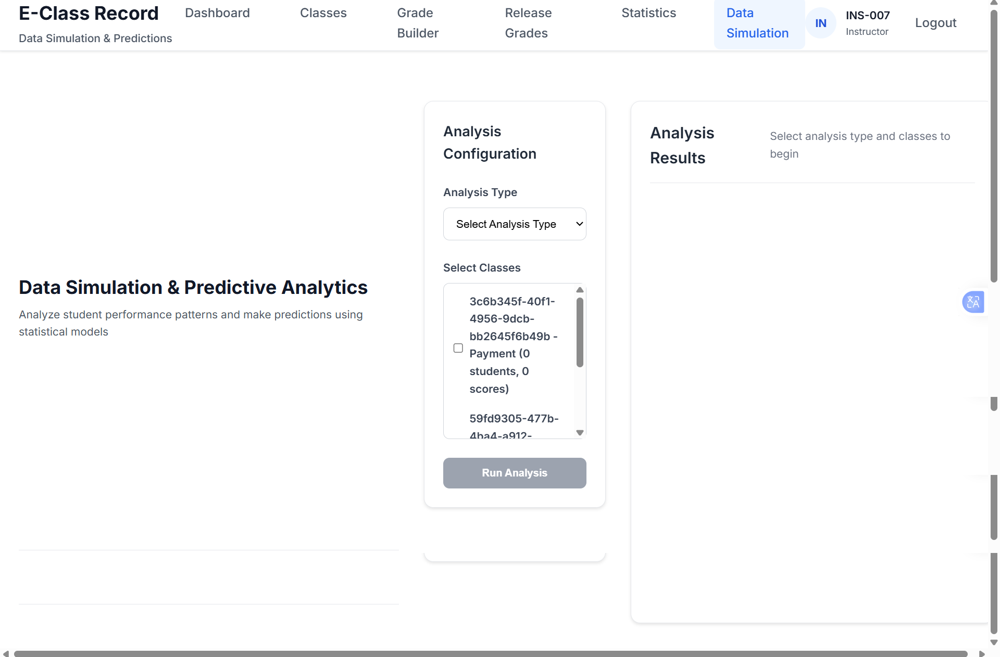 E-Class Record
Data Simulation & Predictions
Dashboard
Classes
Grade
Builder
Release
Grades
Statistics
Data
Simulation
IN
INS-007
Instructor
Logout
Data Simulation & Predictive Analytics
Analyze student performance patterns and make predictions using
statistical models
Analysis
Configuration
Analysis Type
Select Analysis Type
Select Classes
3c6b345f-40f1-
4956-9dcb-
bb2645f6b49b -
Payment (0
students, 0
scores)
59fd9305-477b-
4ba4-a912-
Run Analysis
Analysis
Results
Select analysis type and classes to
begin